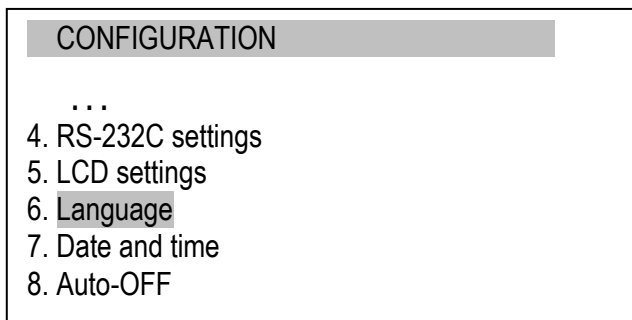 CONFIGURATION
...
4. RS-232C settings
5. LCD settings
6. Language
7. Date and time
8. Auto-OFF